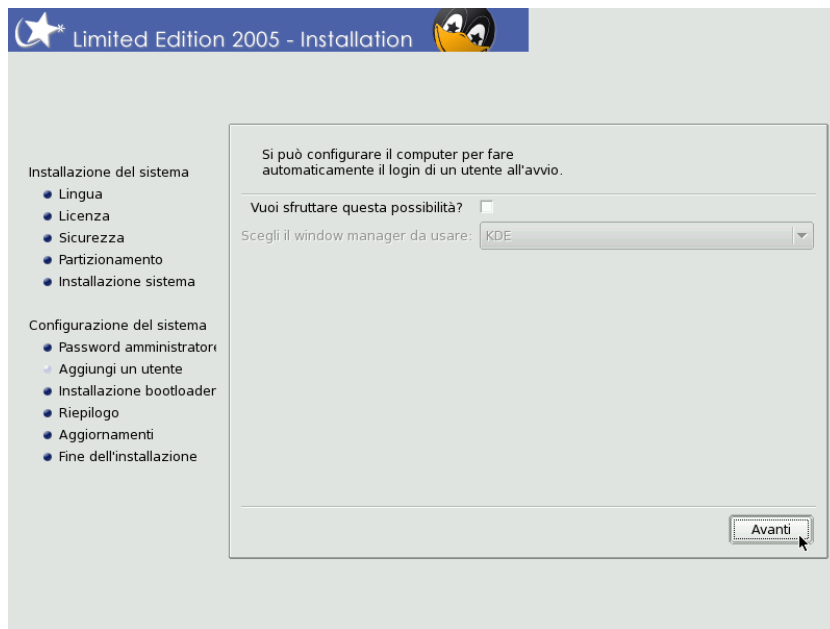 Limited Edition 2005 - Installation
Si può configurare il computer per fare
automaticamente il login di un utente all'avvio.
Vuoi sfruttare questa possibilità?
Scegli il window manager da usare: KDE
Installazione del sistema
Lingua
Licenza
Sicurezza
Partizionamento
Installazione sistema
Configurazione del sistema
Password amministratore
Aggiungi un utente
Installazione bootloader
Riepilogo
Aggiornamenti
Fine dell'installazione
Avanti